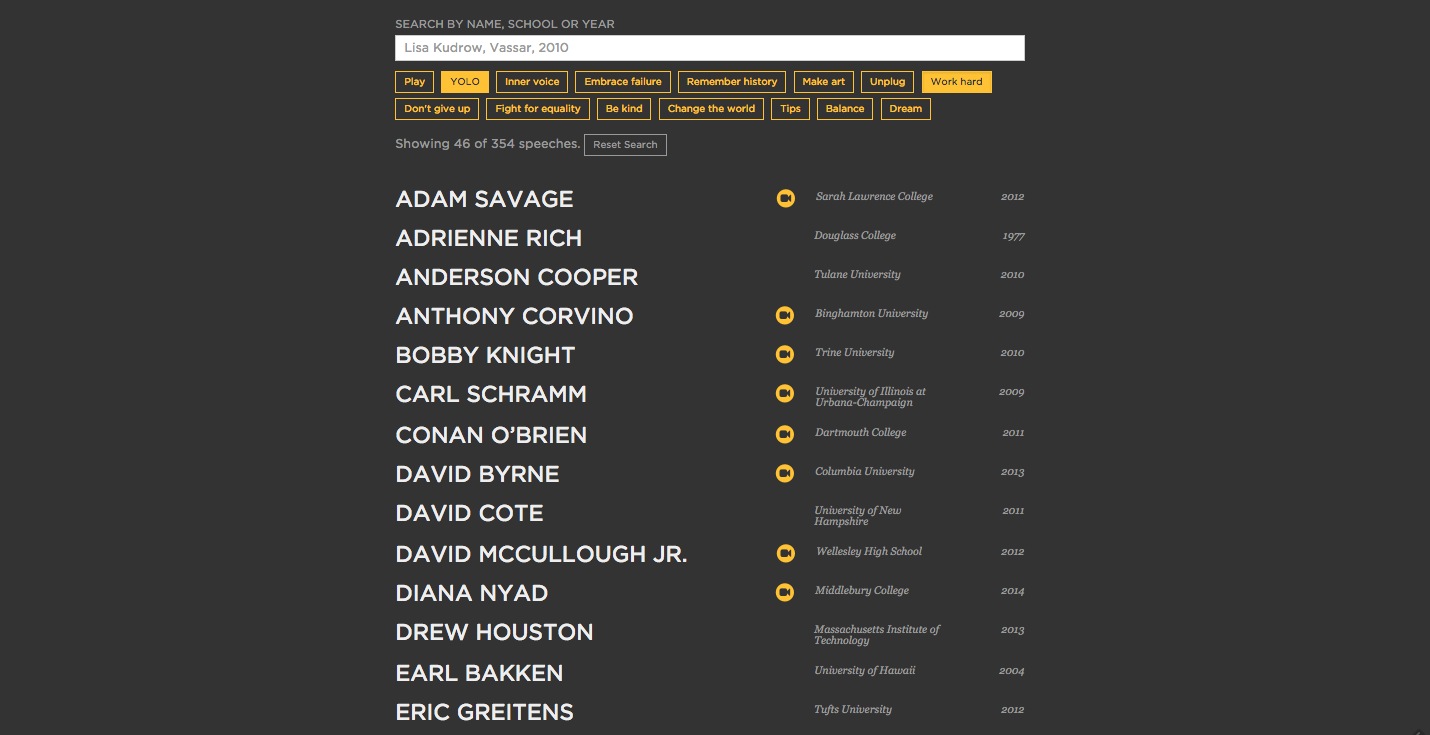 SEARCH BY NAME, SCHOOL OR YEAR
Lisa Kudrow, Vassar, 2010
Play YOLO Inner voice Embrace failure Remember history Make art Unplug Work hard
Don't give up Fight for equality Be kind Change the world Tips Balance Dream
Showing 46 of 354 speeches. Reset Search
ADAM SAVAGE Sarah Lawrence College 2012
ADRIENNE RICH Douglass College 1977
ANDERSON COOPER Tulane University 2010
ANTHONY CORVINO Binghamton University 2009
BOBBY KNIGHT Trine University 2010
CARL SCHRAMM University of Illinois at 2009
Urbana-Champaign
CONAN O’BRIEN Dartmouth College 2011
DAVID BYRNE Columbia University 2013
DAVID COTE University of New 2011
Hampshire
DAVID MCCULLOUGH JR. Wellesley High School 2012
DIANA NYAD Middlebury College 2014
DREW HOUSTON Massachusetts Institute of 2013
Technology
EARL BAKKEN University of Hawaii 2004
ERIC GREITENS Tufts University 2012